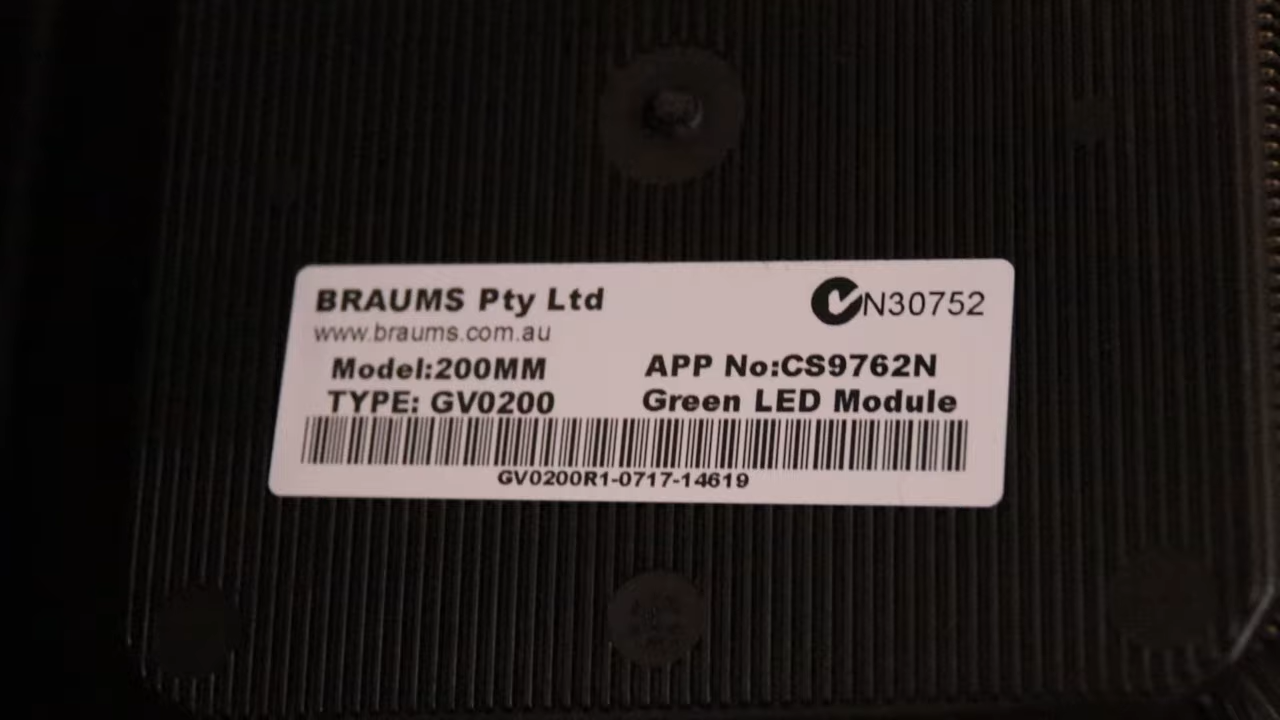 BRAUMS Pty Ltd
N30752
www.braums.com.au
Model:200MM
APP No:CS9762N
TYPE: GV0200
Green LED Module
GV0200R1-0717-14619